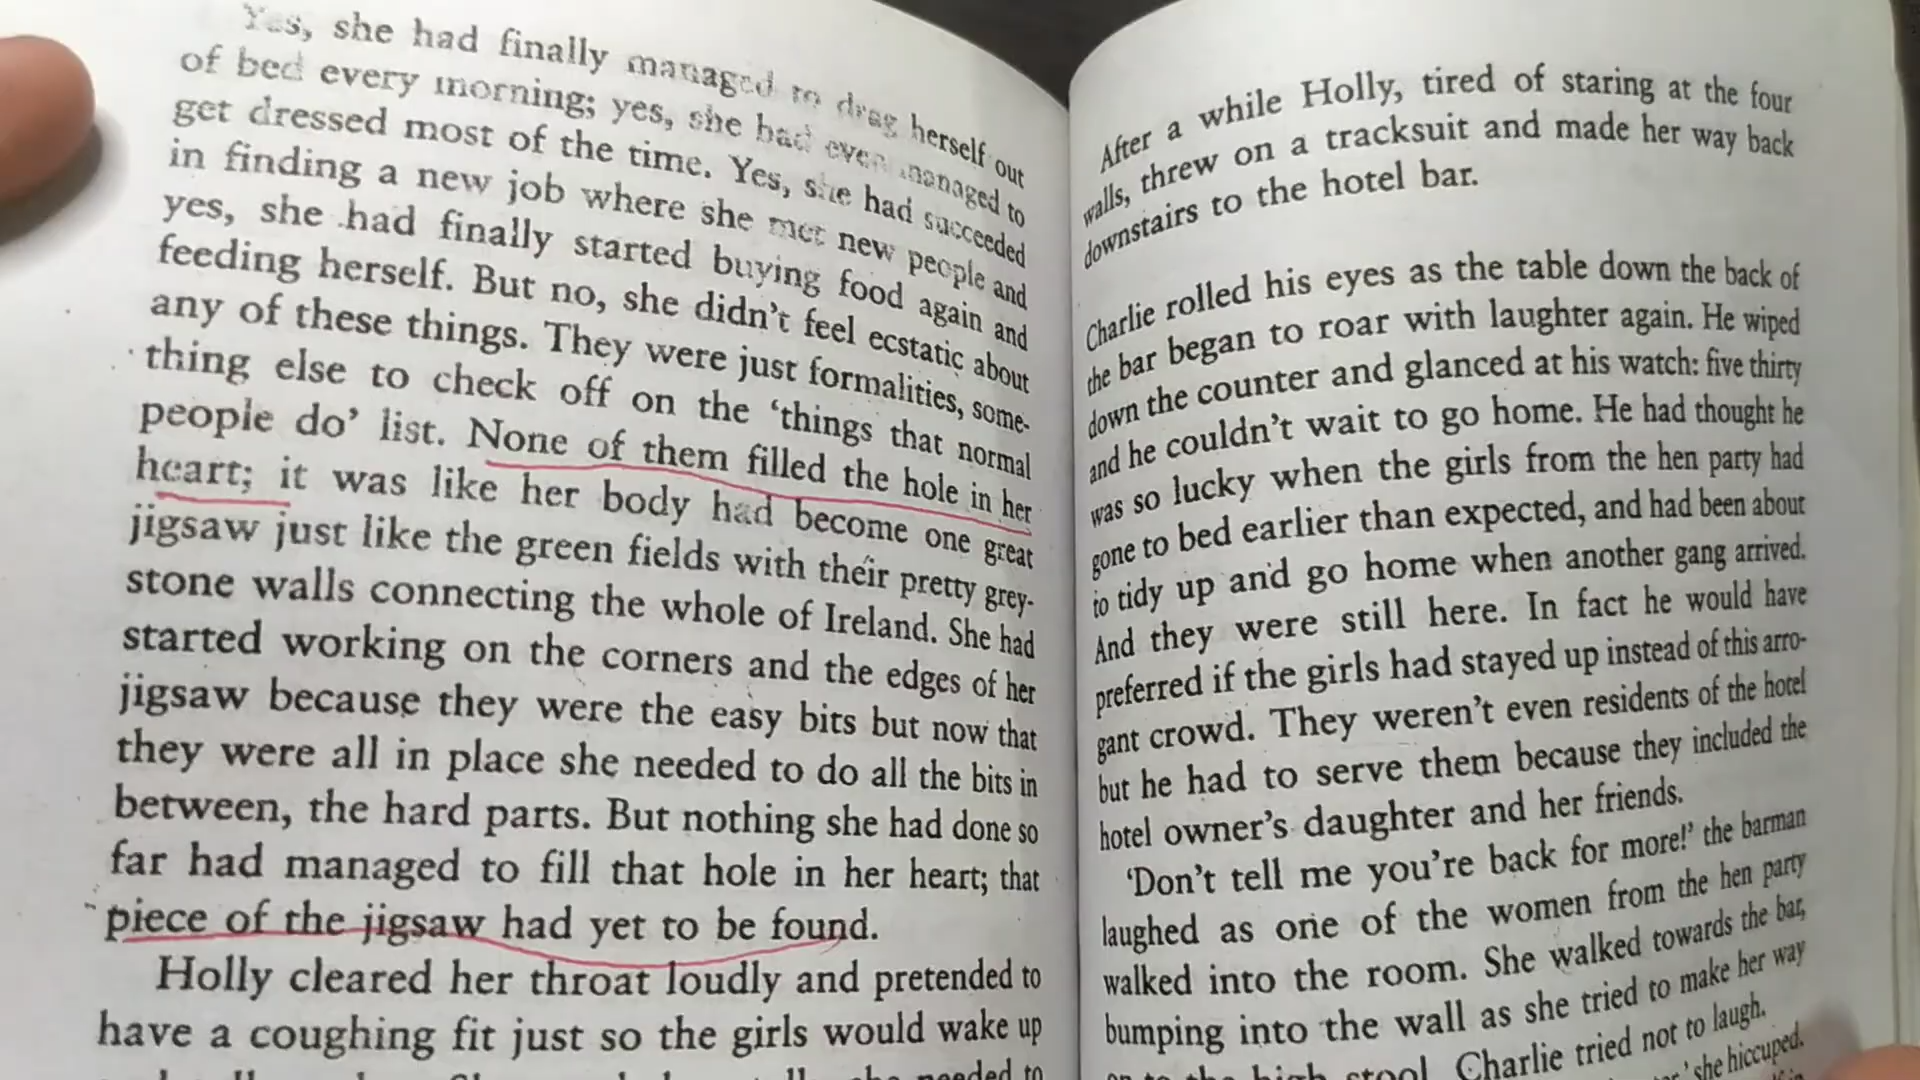 Yes, she had finally managed to drag herself out
of bed every morning; yes, she had even managed to
get dressed most of the time. Yes, she had succeeded
in finding a new job where she met new people and
yes, she had finally started buying food again and
feeding herself. But no, she didn't feel ecstatic about
any of these things. They were just formalities, some-
thing else to check off on the 'things that normal
people do' list. None of them filled the hole in her
heart; it was like her body had become one great
jigsaw just like the green fields with their pretty grey-
stone walls connecting the whole of Ireland. She had
started working on the corners and the edges of her
jigsaw because they were the easy bits but now that
they were all in place she needed to do all the bits in
between, the hard parts. But nothing she had done so
far had managed to fill that hole in her heart; that
piece of the jigsaw had yet to be found.
Holly cleared her throat loudly and pretended to
have a coughing fit just so the girls would wake up
needed to
After a while Holly, tired of staring at the four
walls, threw on a tracksuit and made her way back
downstairs to the hotel bar.
Charlie rolled his eyes as the table down the back of
the bar began to roar with laughter again. He wiped
down the counter and glanced at his watch: five thirty
and he couldn't wait to go home. He had thought he
was so lucky when the girls from the hen party had
gone to bed earlier than expected, and had been about
to tidy up and go home when another gang arrived.
And they were still here. In fact he would have
preferred if the girls had stayed up instead of this arro-
gant crowd. They weren't even residents of the hotel
but he had to serve them because they included the
hotel owner's daughter and her friends.
'Don't tell me you're back for more!' the barman
laughed as one of the women from the hen party
walked into the room. She walked towards the bar,
bumping into the wall as she tried to make her way
on to the high stool. Charlie tried not to laugh.
she hiccuped.